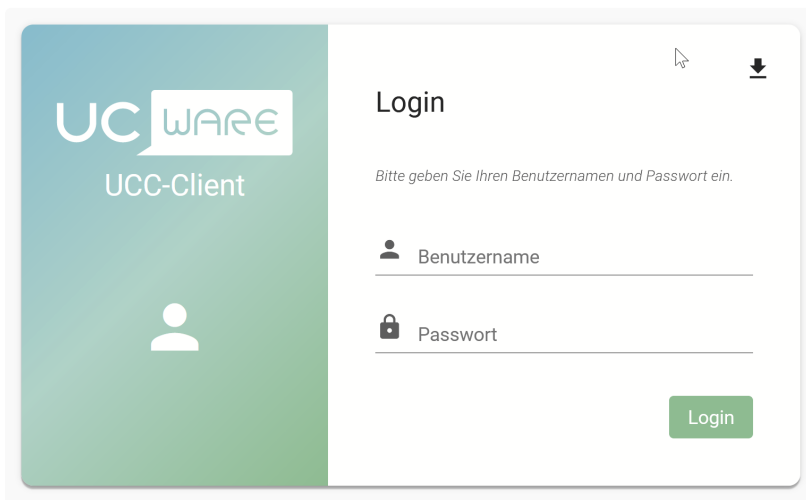 UC WARE
UCC-Client
Login
Bitte geben Sie Ihren Benutzernamen und Passwort ein.
Benutzername
Passwort
Login